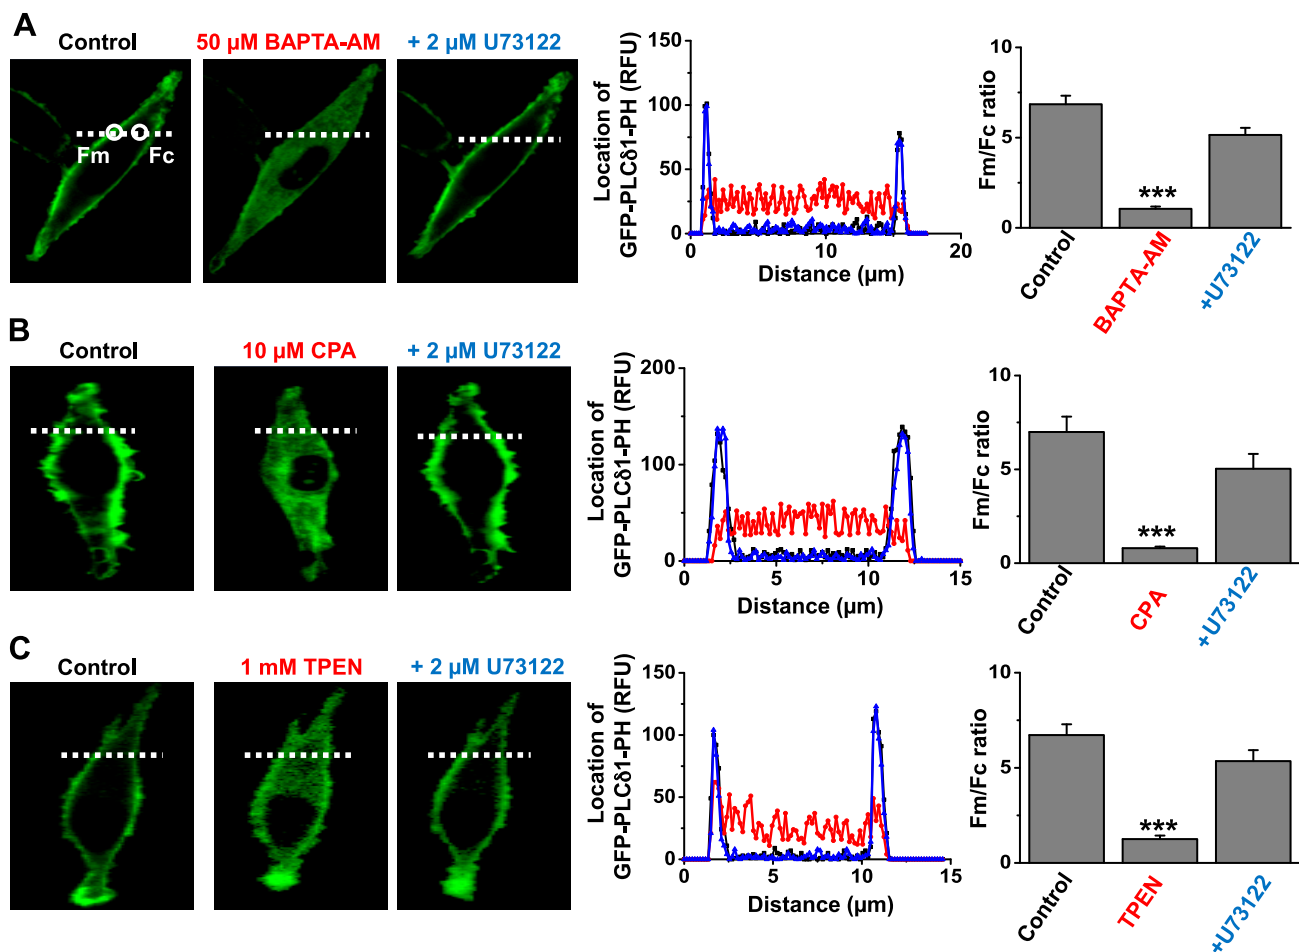 A
Control
50 µM BAPTA-AM
+ 2 µM U73122
Fm
Fc
Location of
GFP-PLCδ1-PH (RFU)
150
100
50
0
0
10
20
Distance (µm)
Fm/Fc ratio
10
5
0
***
Control
BAPTA-AM
+U73122
B
Control
10 µM CPA
+ 2 µM U73122
Location of
GFP-PLCδ1-PH (RFU)
200
100
0
0
5
10
15
Distance (µm)
Fm/Fc ratio
10
5
0
***
Control
CPA
+U73122
C
Control
1 mM TPEN
+ 2 µM U73122
Location of
GFP-PLCδ1-PH (RFU)
150
100
50
0
0
5
10
15
Distance (µm)
Fm/Fc ratio
10
5
0
***
Control
TPEN
+U73122